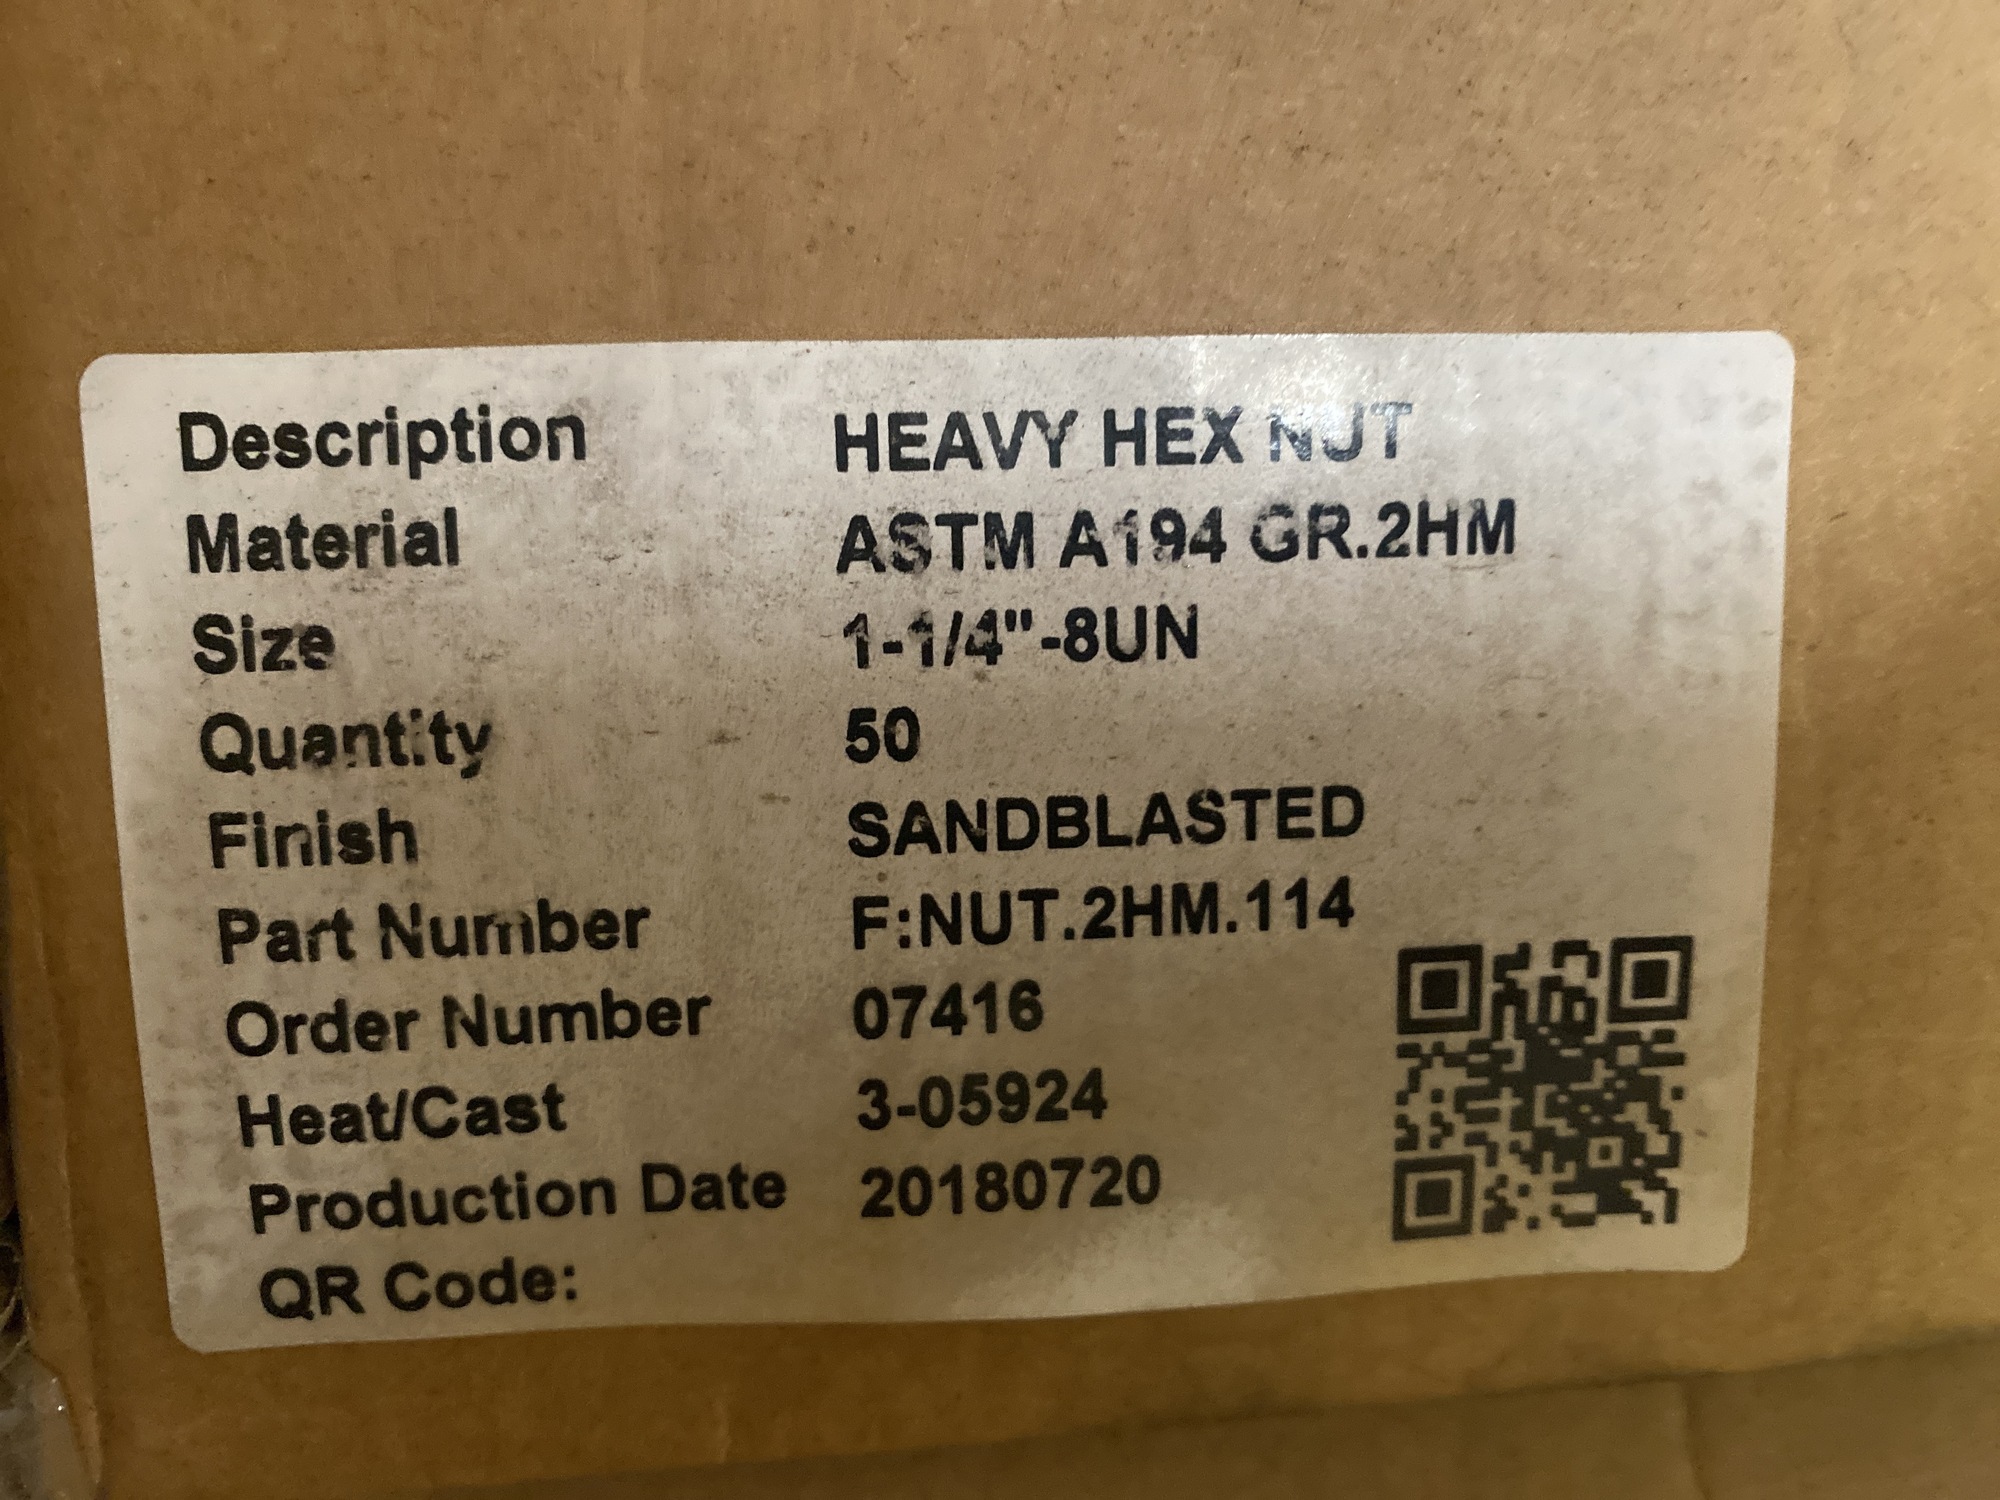 Description HEAVY HEX NUT
Material ASTM A194 GR.2HM
Size 1-1/4"-8UN
Quantity 50
Finish SANDBLASTED
Part Number F:NUT.2HM.114
Order Number 07416
Heat/Cast 3-05924
Production Date 20180720
QR Code: